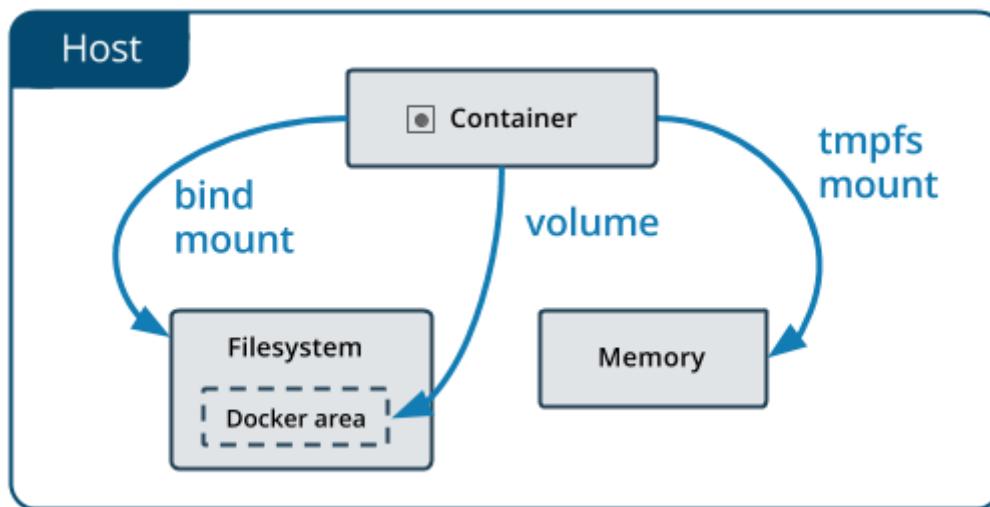 Host
Container
bind
mount
volume
tmpfs
mount
Filesystem
Docker area
Memory